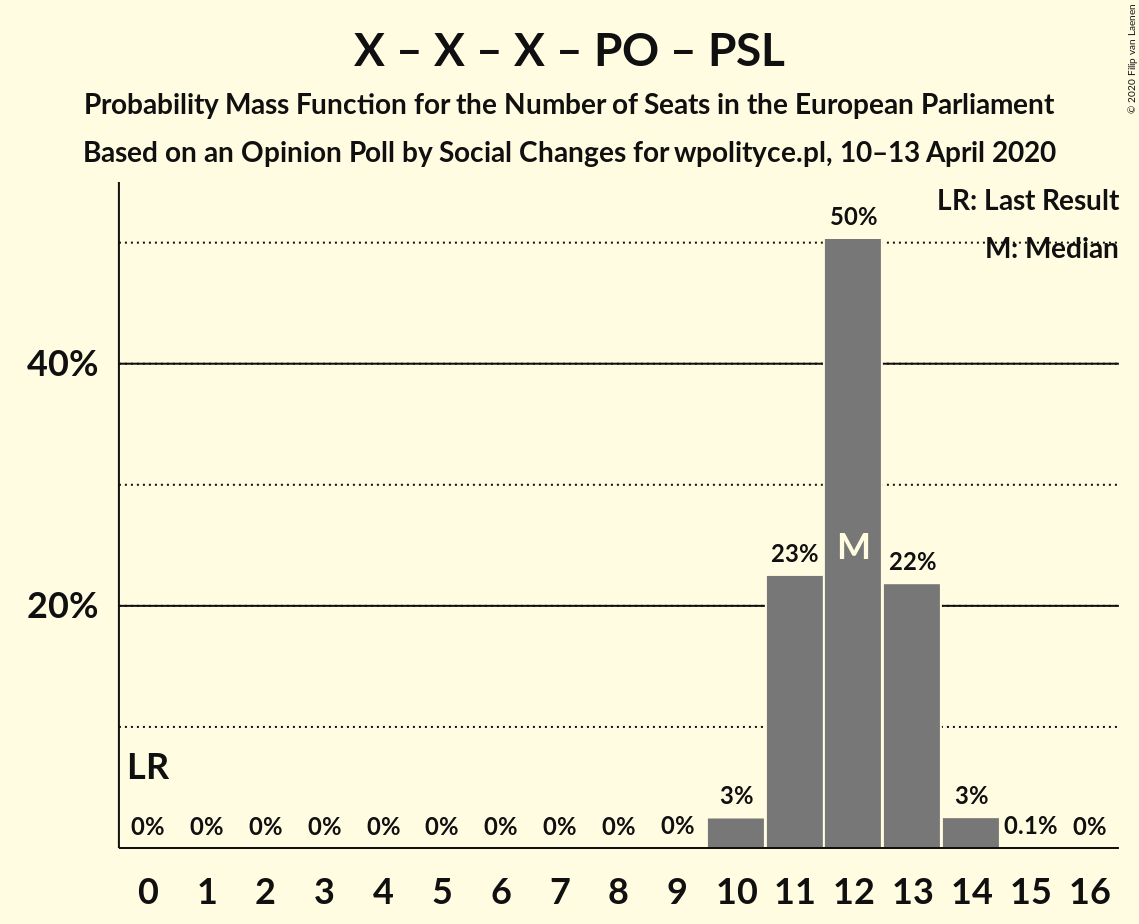 X – X – X – PO – PSL
Probability Mass Function for the Number of Seats in the European Parliament
Based on an Opinion Poll by Social Changes for wpolityce.pl, 10–13 April 2020
© 2020 Filip van Laenen
LR: Last Result
M: Median
40%
20%
50%
23%
M
22%
LR
0% 0% 0% 0% 0% 0% 0% 0% 0% 0% 3% 3% 0.1% 0%
0 1 2 3 4 5 6 7 8 9 10 11 12 13 14 15 16